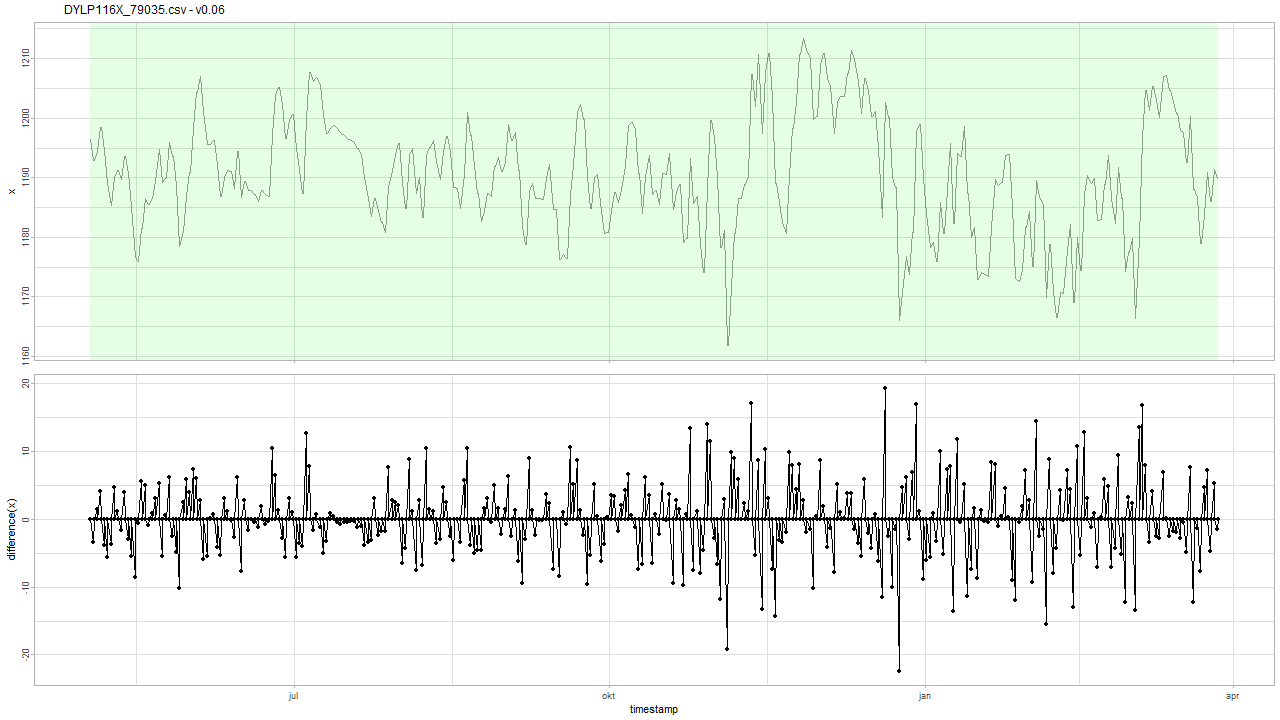 DYLP116X_79035.csv - v0.06
1210
1200
1190
1180
1170
1160
x
20
10
0
-10
-20
difference(x)
jul
okt
jan
apr
timestamp